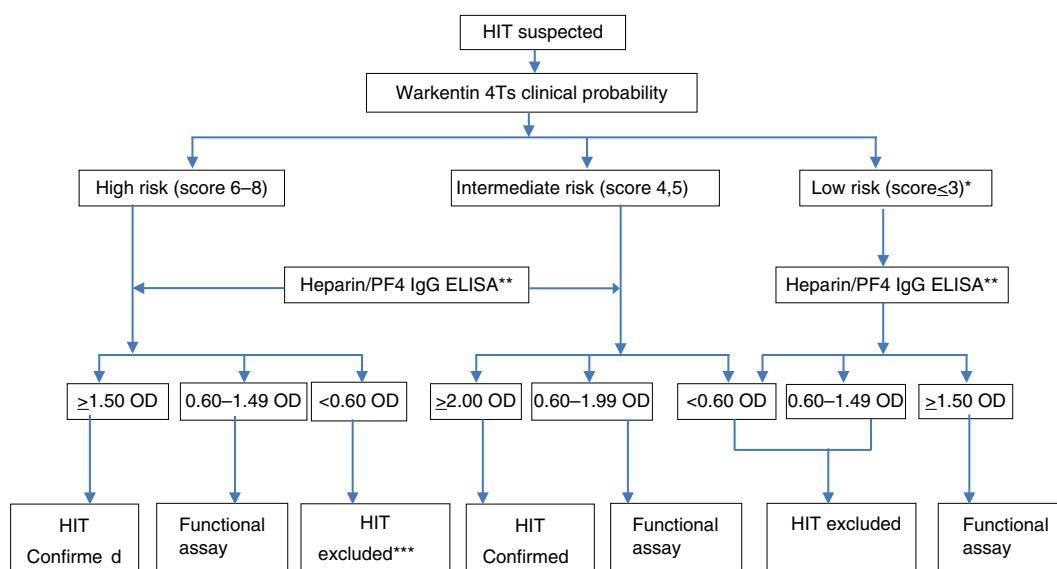 HIT suspected
Warkentin 4Ts clinical probability
High risk (score 6–8)
Intermediate risk (score 4,5)
Low risk (score≤3)*
Heparin/PF4 IgG ELISA**
Heparin/PF4 IgG ELISA**
≥1.50 OD
0.60–1.49 OD
<0.60 OD
≥2.00 OD
0.60–1.99 OD
<0.60 OD
0.60–1.49 OD
≥1.50 OD
HIT
Confirme d
Functional
assay
HIT
excluded***
HIT
Confirmed
Functional
assay
HIT excluded
Functional
assay